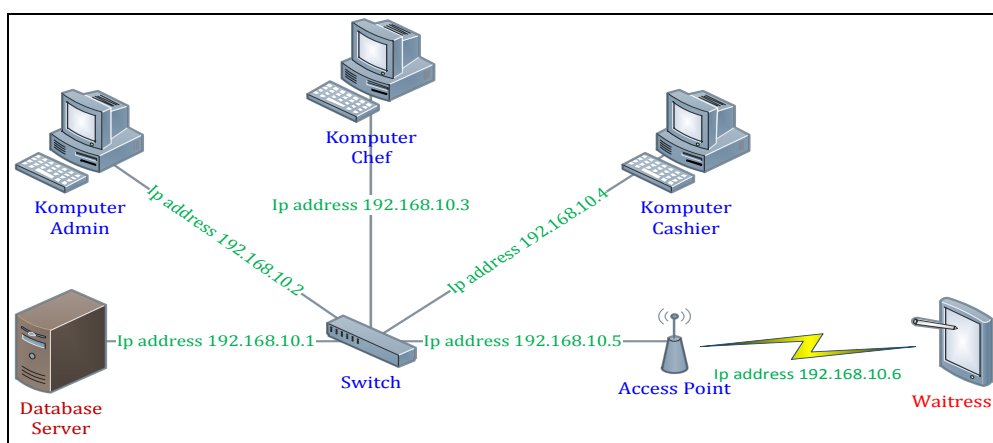 Komputer
Chef
Komputer
Admin
Komputer
Cashier
Ip address 192.168.10.2
Ip address 192.168.10.3
Ip address 192.168.10.4
Ip address 192.168.10.1
Ip address 192.168.10.5
Ip address 192.168.10.6
Switch
Access Point
Waitress
Database
Server